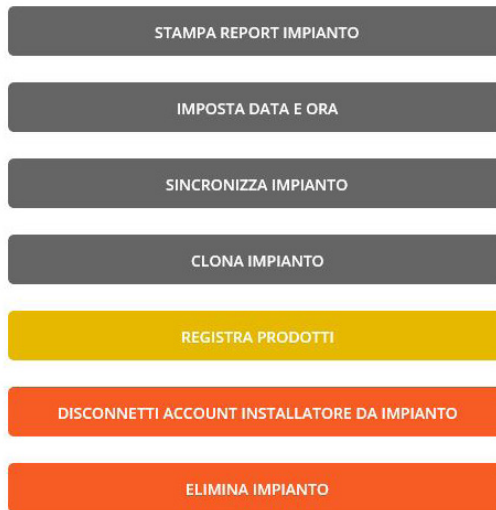 STAMPA REPORT IMPIANTO
IMPOSTA DATA E ORA
SINCRONIZZA IMPIANTO
CLONA IMPIANTO
REGISTRA PRODOTTI
DISCONNETTI ACCOUNT INSTALLATORE DA IMPIANTO
ELIMINA IMPIANTO